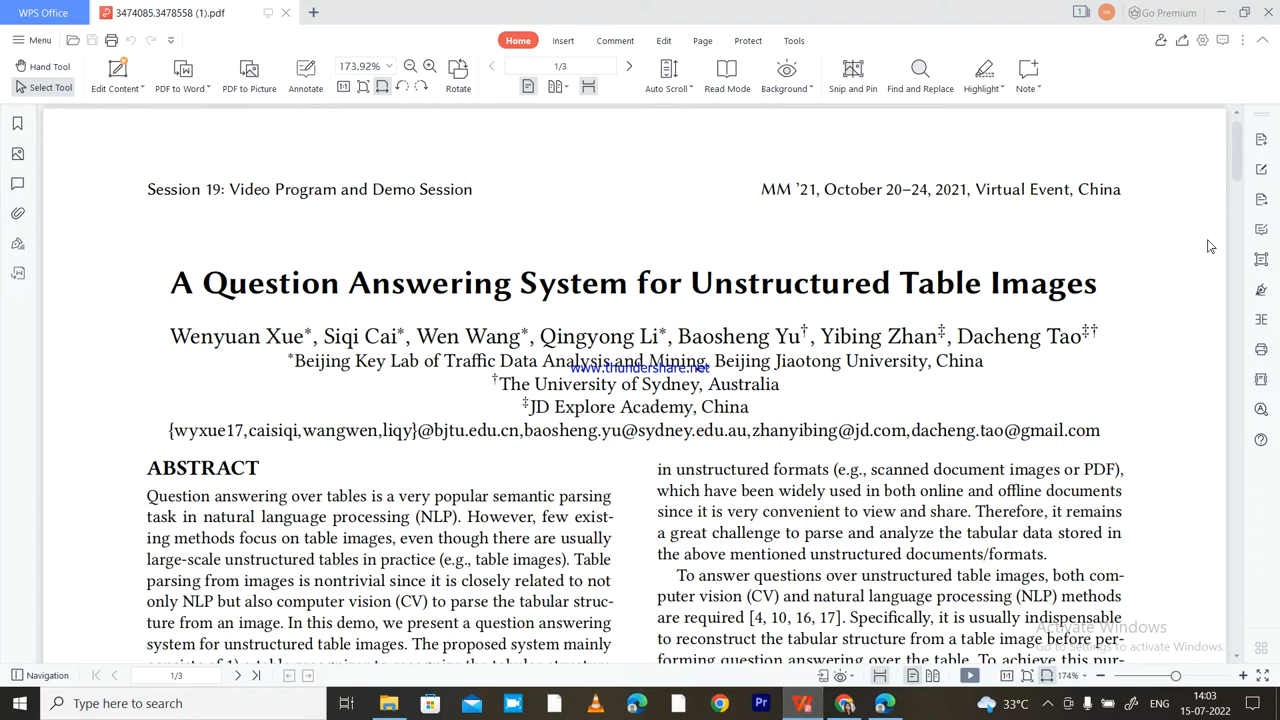 WPS Office
3474085.3478558 (1).pdf
Go Premium
Menu
Home Insert Comment Edit Page Protect Tools
Hand Tool
Select Tool
Edit Content
PDF to Word
PDF to Picture
Annotate
173.92%
Rotate
1/3
Auto Scroll
Read Mode
Background
Snip and Pin
Find and Replace
Highlight
Note
Session 19: Video Program and Demo Session
MM '21, October 20–24, 2021, Virtual Event, China
A Question Answering System for Unstructured Table Images
Wenyuan Xue*, Siqi Cai*, Wen Wang*, Qingyong Li*, Baosheng Yu†, Yibing Zhan‡, Dacheng Tao‡†
*Beijing Key Lab of Traffic Data Analysis and Mining, Beijing Jiaotong University, China
www.thundershare.net
†The University of Sydney, Australia
‡JD Explore Academy, China
{wyxue17,caisiqi,wangwen,liqy}@bjtu.edu.cn,baosheng.yu@sydney.edu.au,zhanyibing@jd.com,dacheng.tao@gmail.com
ABSTRACT
Question answering over tables is a very popular semantic parsing
task in natural language processing (NLP). However, few exist-
ing methods focus on table images, even though there are usually
large-scale unstructured tables in practice (e.g., table images). Table
parsing from images is nontrivial since it is closely related to not
only NLP but also computer vision (CV) to parse the tabular struc-
ture from an image. In this demo, we present a question answering
system for unstructured table images. The proposed system mainly
in unstructured formats (e.g., scanned document images or PDF),
which have been widely used in both online and offline documents
since it is very convenient to view and share. Therefore, it remains
a great challenge to parse and analyze the tabular data stored in
the above mentioned unstructured documents/formats.
To answer questions over unstructured table images, both com-
puter vision (CV) and natural language processing (NLP) methods
are required [4, 10, 16, 17]. Specifically, it is usually indispensable
to reconstruct the tabular structure from a table image before per-
forming question answering over the table. To achieve this pur-
Activate Windows
Go to Settings to activate Windows.
Navigation
1/3
174%
Type here to search
33°C
ENG
14:03
15-07-2022